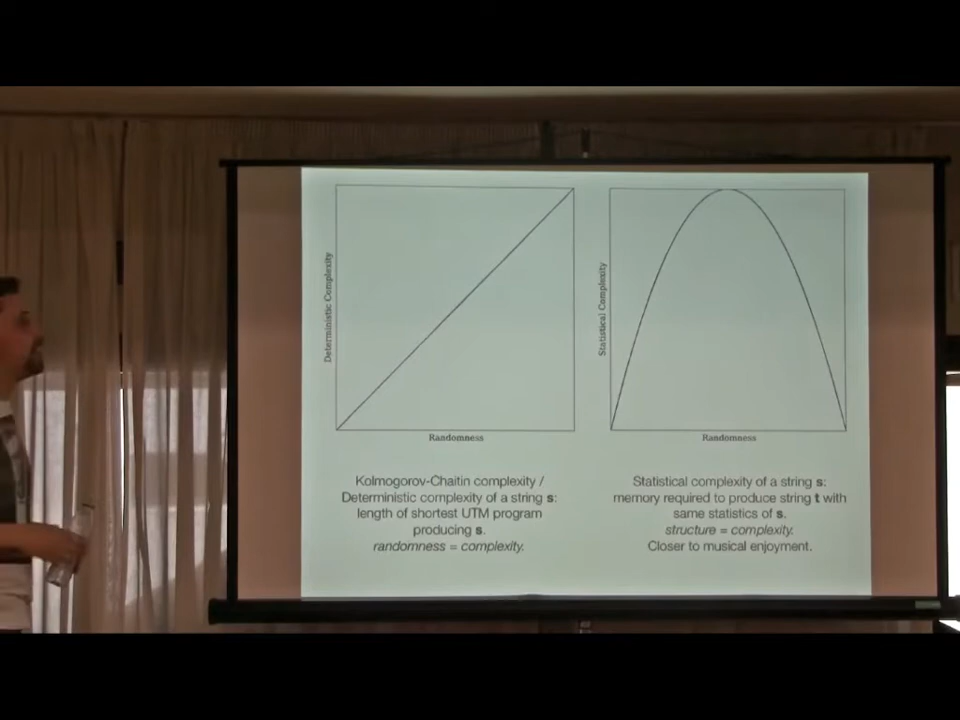 Deterministic Complexity
Randomness
Kolmogorov-Chaitin complexity /
Deterministic complexity of a string s:
length of shortest UTM program
producing s.
randomness = complexity.
Statistical Complexity
Randomness
Statistical complexity of a string s:
memory required to produce string t with
same statistics of s.
structure = complexity.
Closer to musical enjoyment.